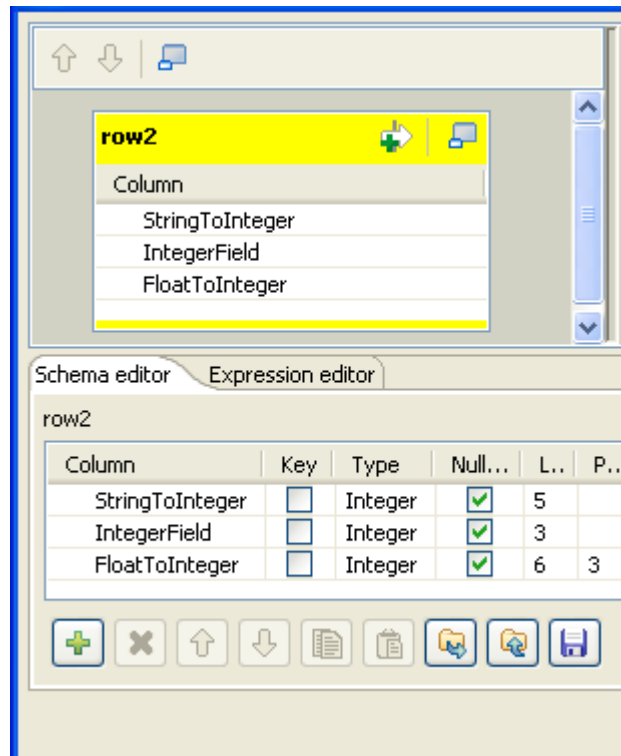 row2
Column
StringToInteger
IntegerField
FloatToInteger
Schema editor Expression editor
row2
Column Key Type Null... L.. P..
StringToInteger Integer 5
IntegerField Integer 3
FloatToInteger Integer 6 3